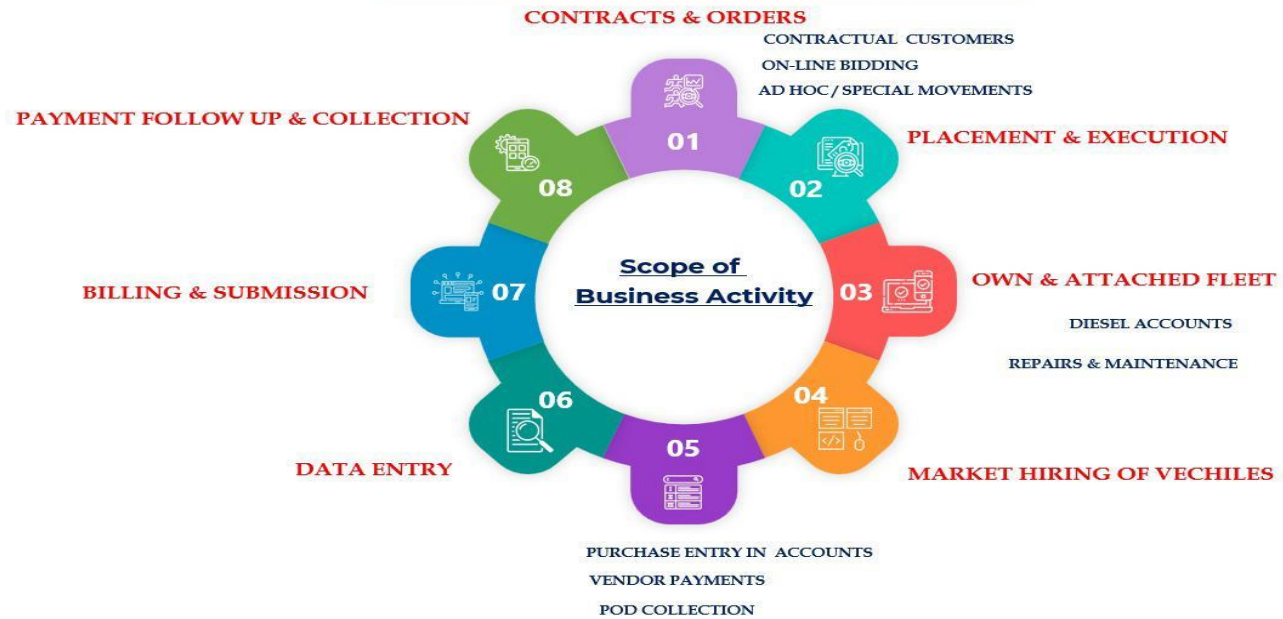 CONTRACTS & ORDERS
CONTRACTUAL CUSTOMERS
ON-LINE BIDDING
AD HOC / SPECIAL MOVEMENTS
01
PLACEMENT & EXECUTION
02
OWN & ATTACHED FLEET
DIESEL ACCOUNTS
REPAIRS & MAINTENANCE
03
MARKET HIRING OF VECHILES
04
05
PURCHASE ENTRY IN ACCOUNTS
VENDOR PAYMENTS
POD COLLECTION
DATA ENTRY
06
BILLING & SUBMISSION
07
PAYMENT FOLLOW UP & COLLECTION
08
Scope of
Business Activity